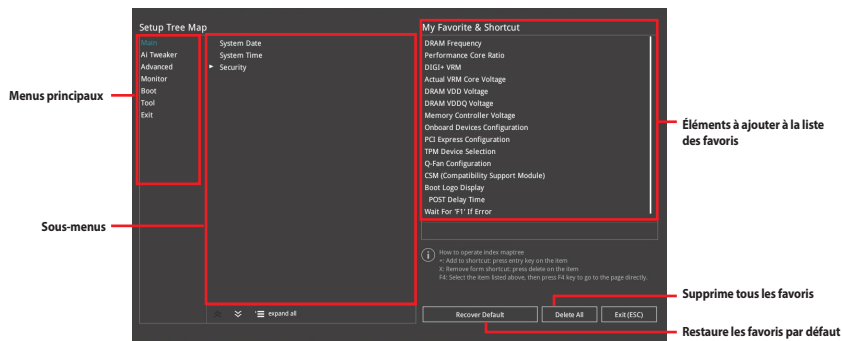 Setup Tree Map
Main
Ai Tweaker
Advanced
Monitor
Boot
Tool
Exit
System Date
System Time
Security
expand all
My Favorite & Shortcut
DRAM Frequency
Performance Core Ratio
DIGI+ VRM
Actual VRM Core Voltage
DRAM VDD Voltage
DRAM VDDQ Voltage
Memory Controller Voltage
Onboard Devices Configuration
PCI Express Configuration
TPM Device Selection
Q-Fan Configuration
CSM (Compatibility Support Module)
Boot Logo Display
POST Delay Time
Wait For 'F1' If Error
How to operate index maptree
+: Add to shortcut: press entry key on the item
X: Remove form shortcut: press delete on the item
F4: Select the item listed above, then press F4 key to go to the page directly.
Recover Default
Delete All
Exit (ESC)
Menus principaux
Sous-menus
Éléments à ajouter à la liste
des favoris
Supprime tous les favoris
Restaure les favoris par défaut